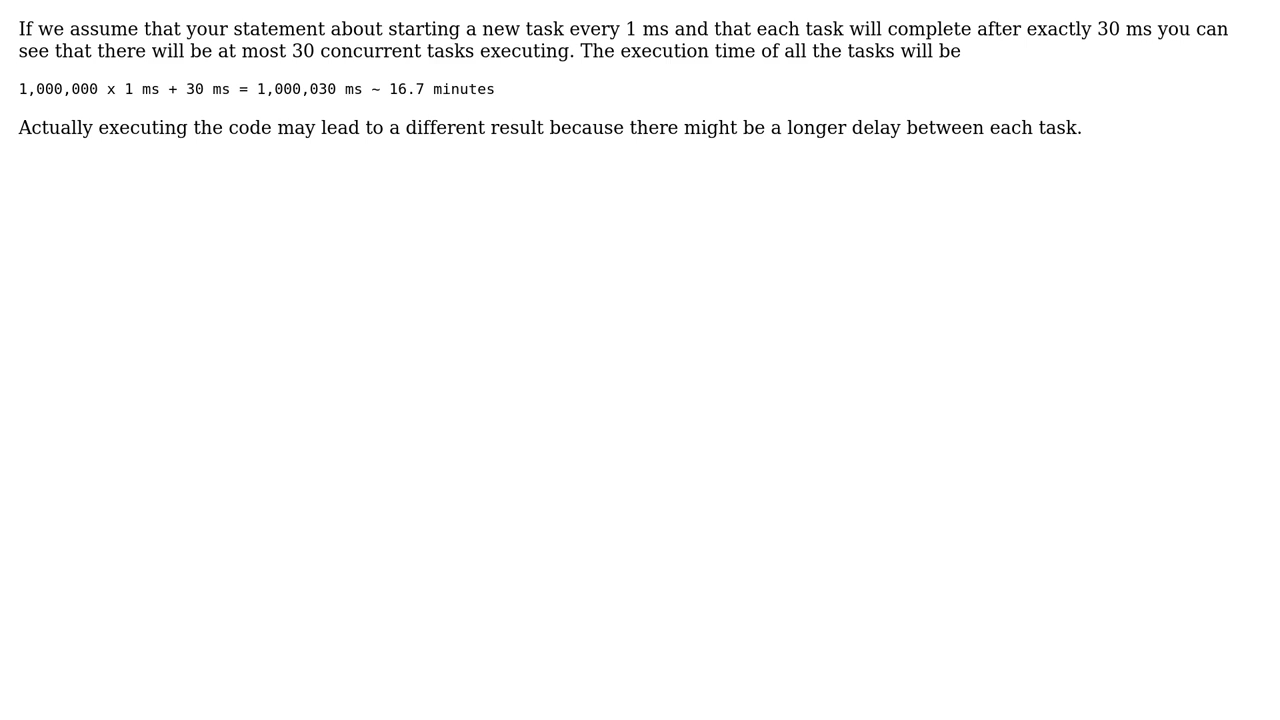 If we assume that your statement about starting a new task every 1 ms and that each task will complete after exactly 30 ms you can
see that there will be at most 30 concurrent tasks executing. The execution time of all the tasks will be
1,000,000 x 1 ms + 30 ms = 1,000,030 ms ~ 16.7 minutes
Actually executing the code may lead to a different result because there might be a longer delay between each task.